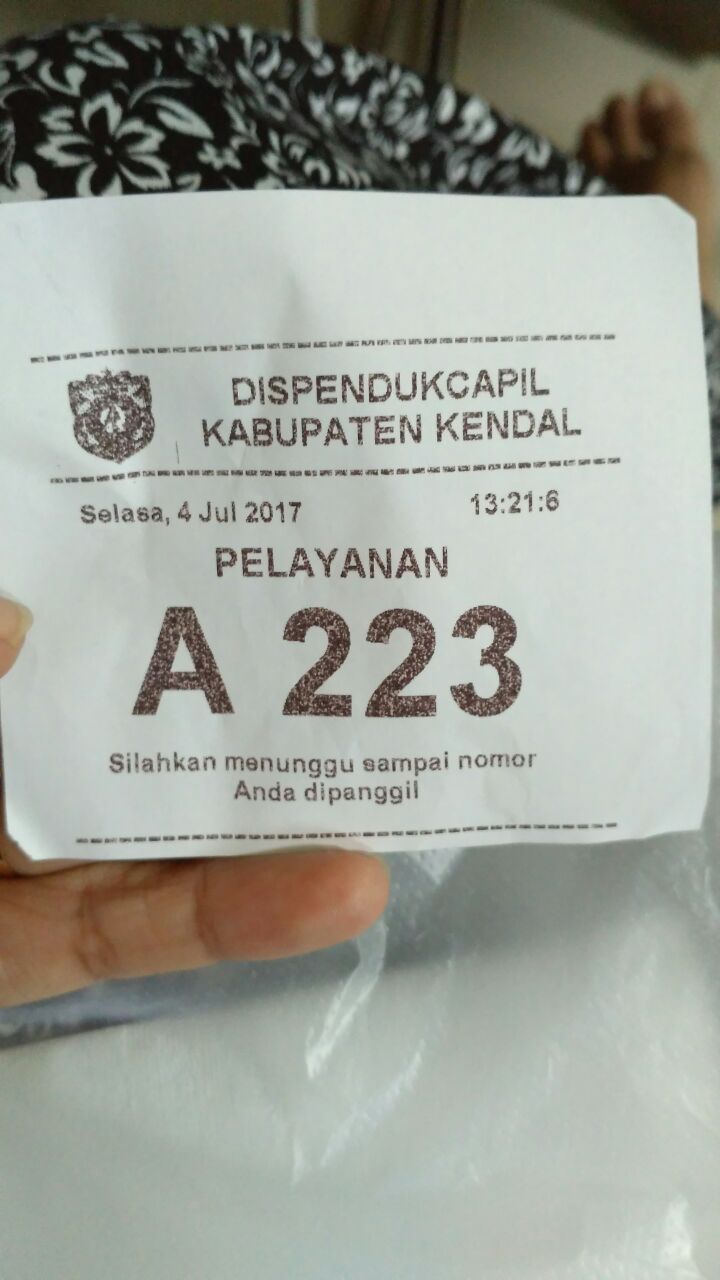 DISPENDUKCAPIL
KABUPATEN KENDAL
Selasa, 4 Jul 2017 13:21:6
PELAYANAN
A 223
Silahkan menunggu sampai nomor
Anda dipanggil